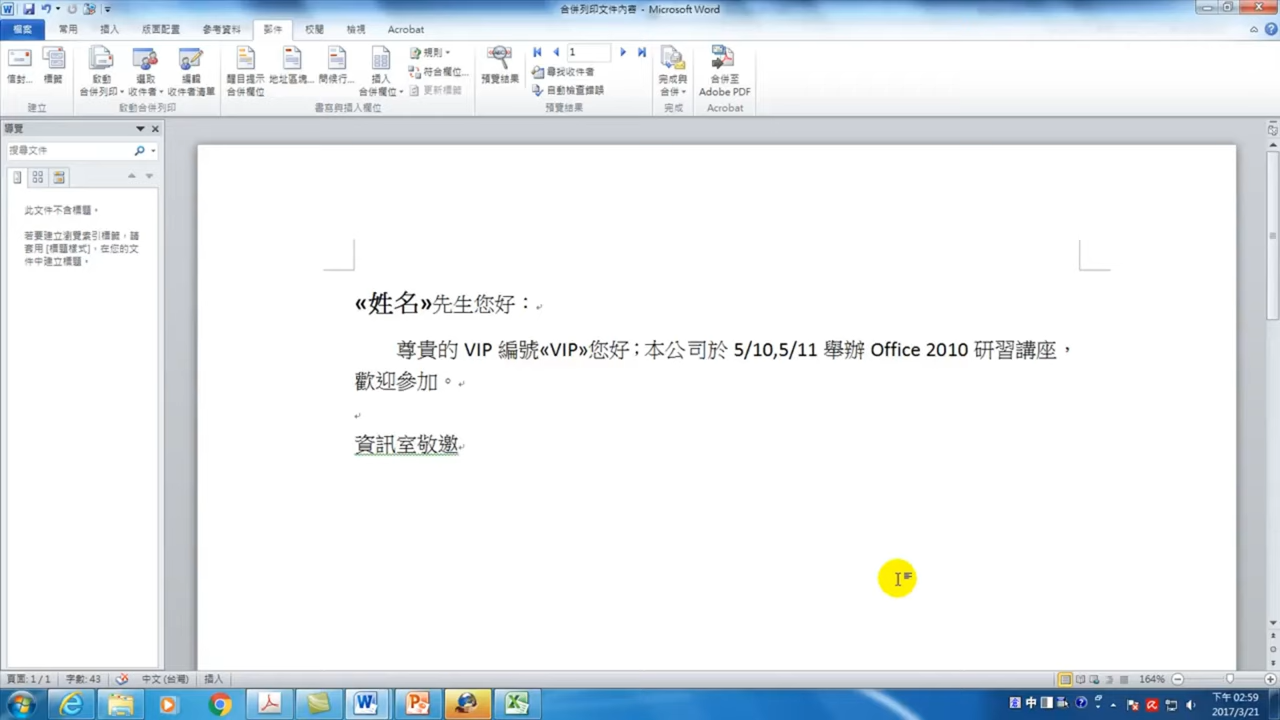 合併列印文件內容 - Microsoft Word
檔案 常用 插入 版面配置 參考資料 郵件 校閱 檢視 Acrobat
信封... 標籤 啟動合併列印 選取收件者 編輯收件者清單 醒目提示合併欄位 地址區塊... 問候行... 插入合併欄位 規則 符合欄位... 更新標籤 預覽結果 1 尋找收件者 自動檢查錯誤 完成與合併 合併至 Adobe PDF
建立 啟動合併列印 書寫與插入欄位 預覽結果 完成 Acrobat
導覽
搜尋文件
此文件不含標題。
若要建立瀏覽索引標籤，請
套用 [標題樣式]，在您的文
件中建立標題。
«姓名»先生您好：
尊貴的 VIP 編號«VIP»您好；本公司於 5/10,5/11 舉辦 Office 2010 研習講座，
歡迎參加。
資訊室敬邀
頁面: 1 / 1 字數: 43 中文 (台灣) 插入 164%
中
下午 02:59
2017/3/21